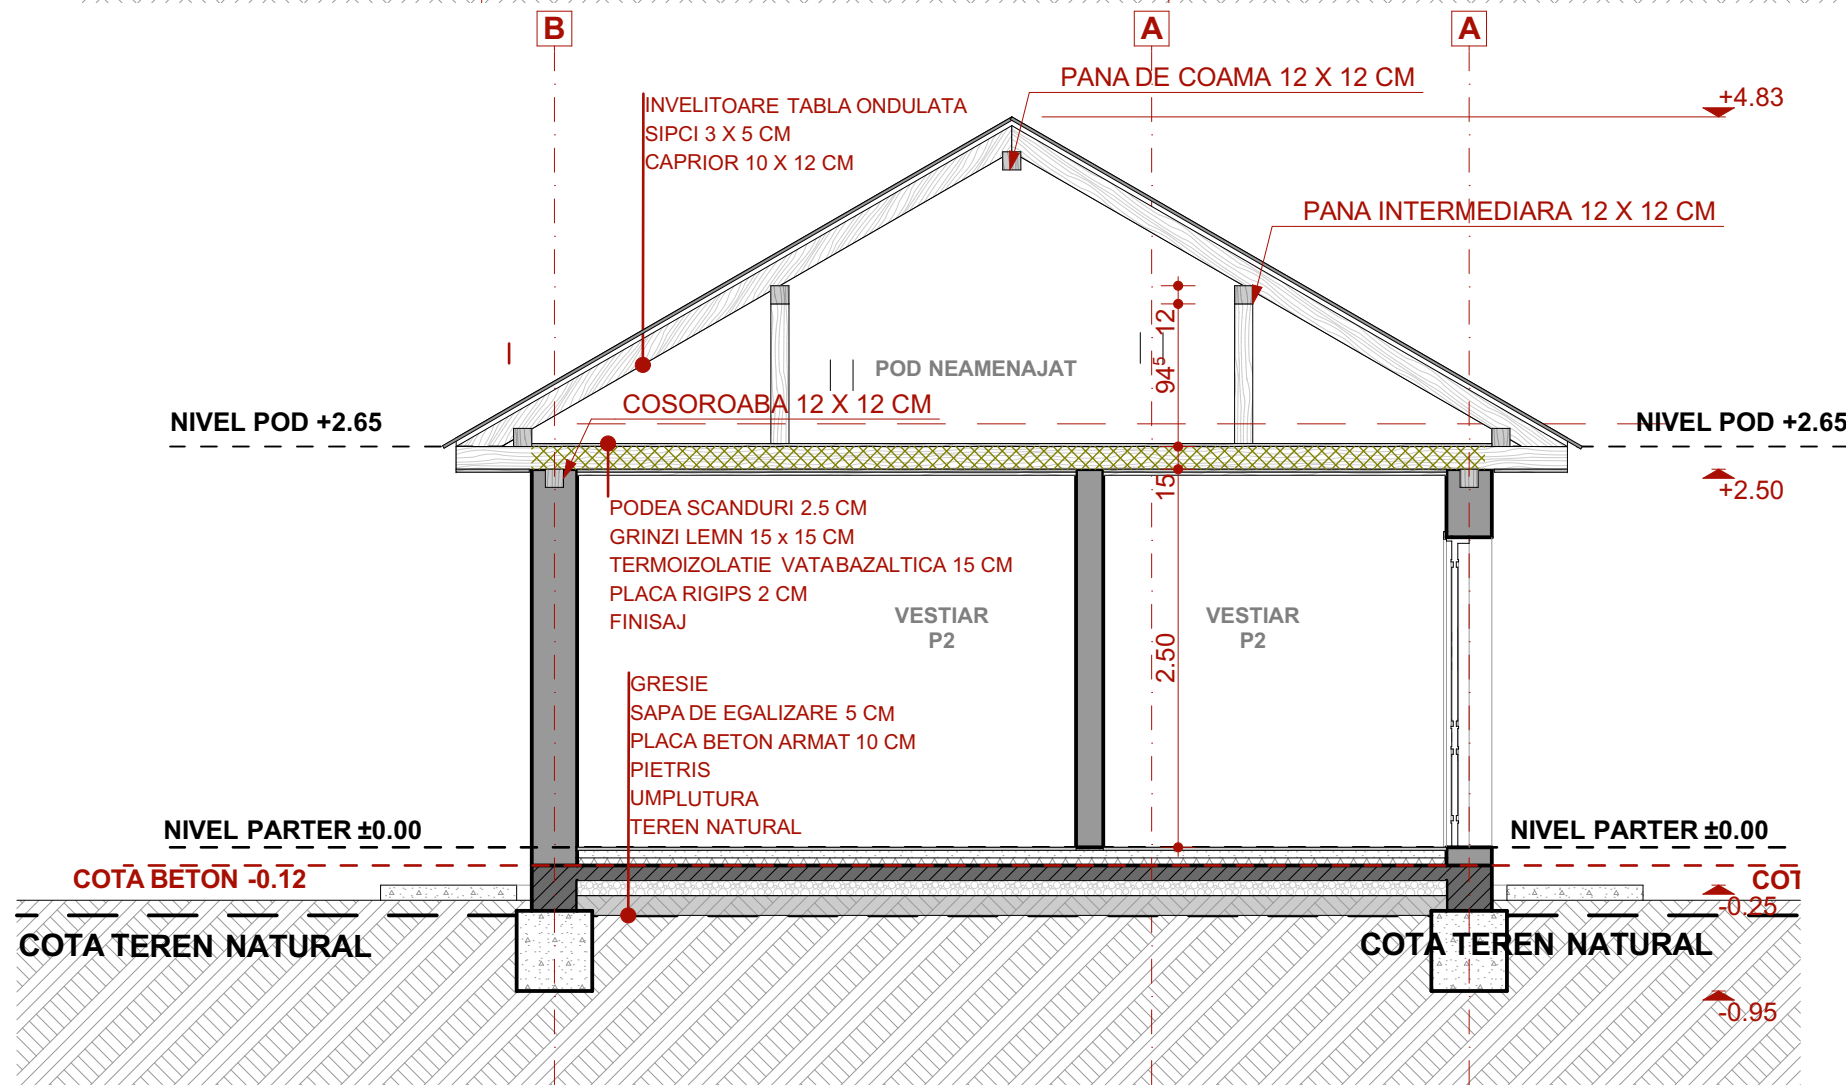 B
A
A
PANA DE COAMA 12 X 12 CM
+4.83
INVELITOARE TABLA ONDULATA
SIPCI 3 X 5 CM
CAPRIOR 10 X 12 CM
PANA INTERMEDIARA 12 X 12 CM
12
94⁵
POD NEAMENAJAT
COSOROABA 12 X 12 CM
NIVEL POD +2.65
NIVEL POD +2.65
15
+2.50
PODEA SCANDURI 2.5 CM
GRINZI LEMN 15 x 15 CM
TERMOIZOLATIE VATA BAZALTICA 15 CM
PLACA RIGIPS 2 CM
FINISAJ
VESTIAR
P2
VESTIAR
P2
2.50
GRESIE
SAPA DE EGALIZARE 5 CM
PLACA BETON ARMAT 10 CM
PIETRIS
UMPLUTURA
TEREN NATURAL
NIVEL PARTER ±0.00
NIVEL PARTER ±0.00
COTA BETON -0.12
COT
-0.25
COTA TEREN NATURAL
COTA TEREN NATURAL
-0.95